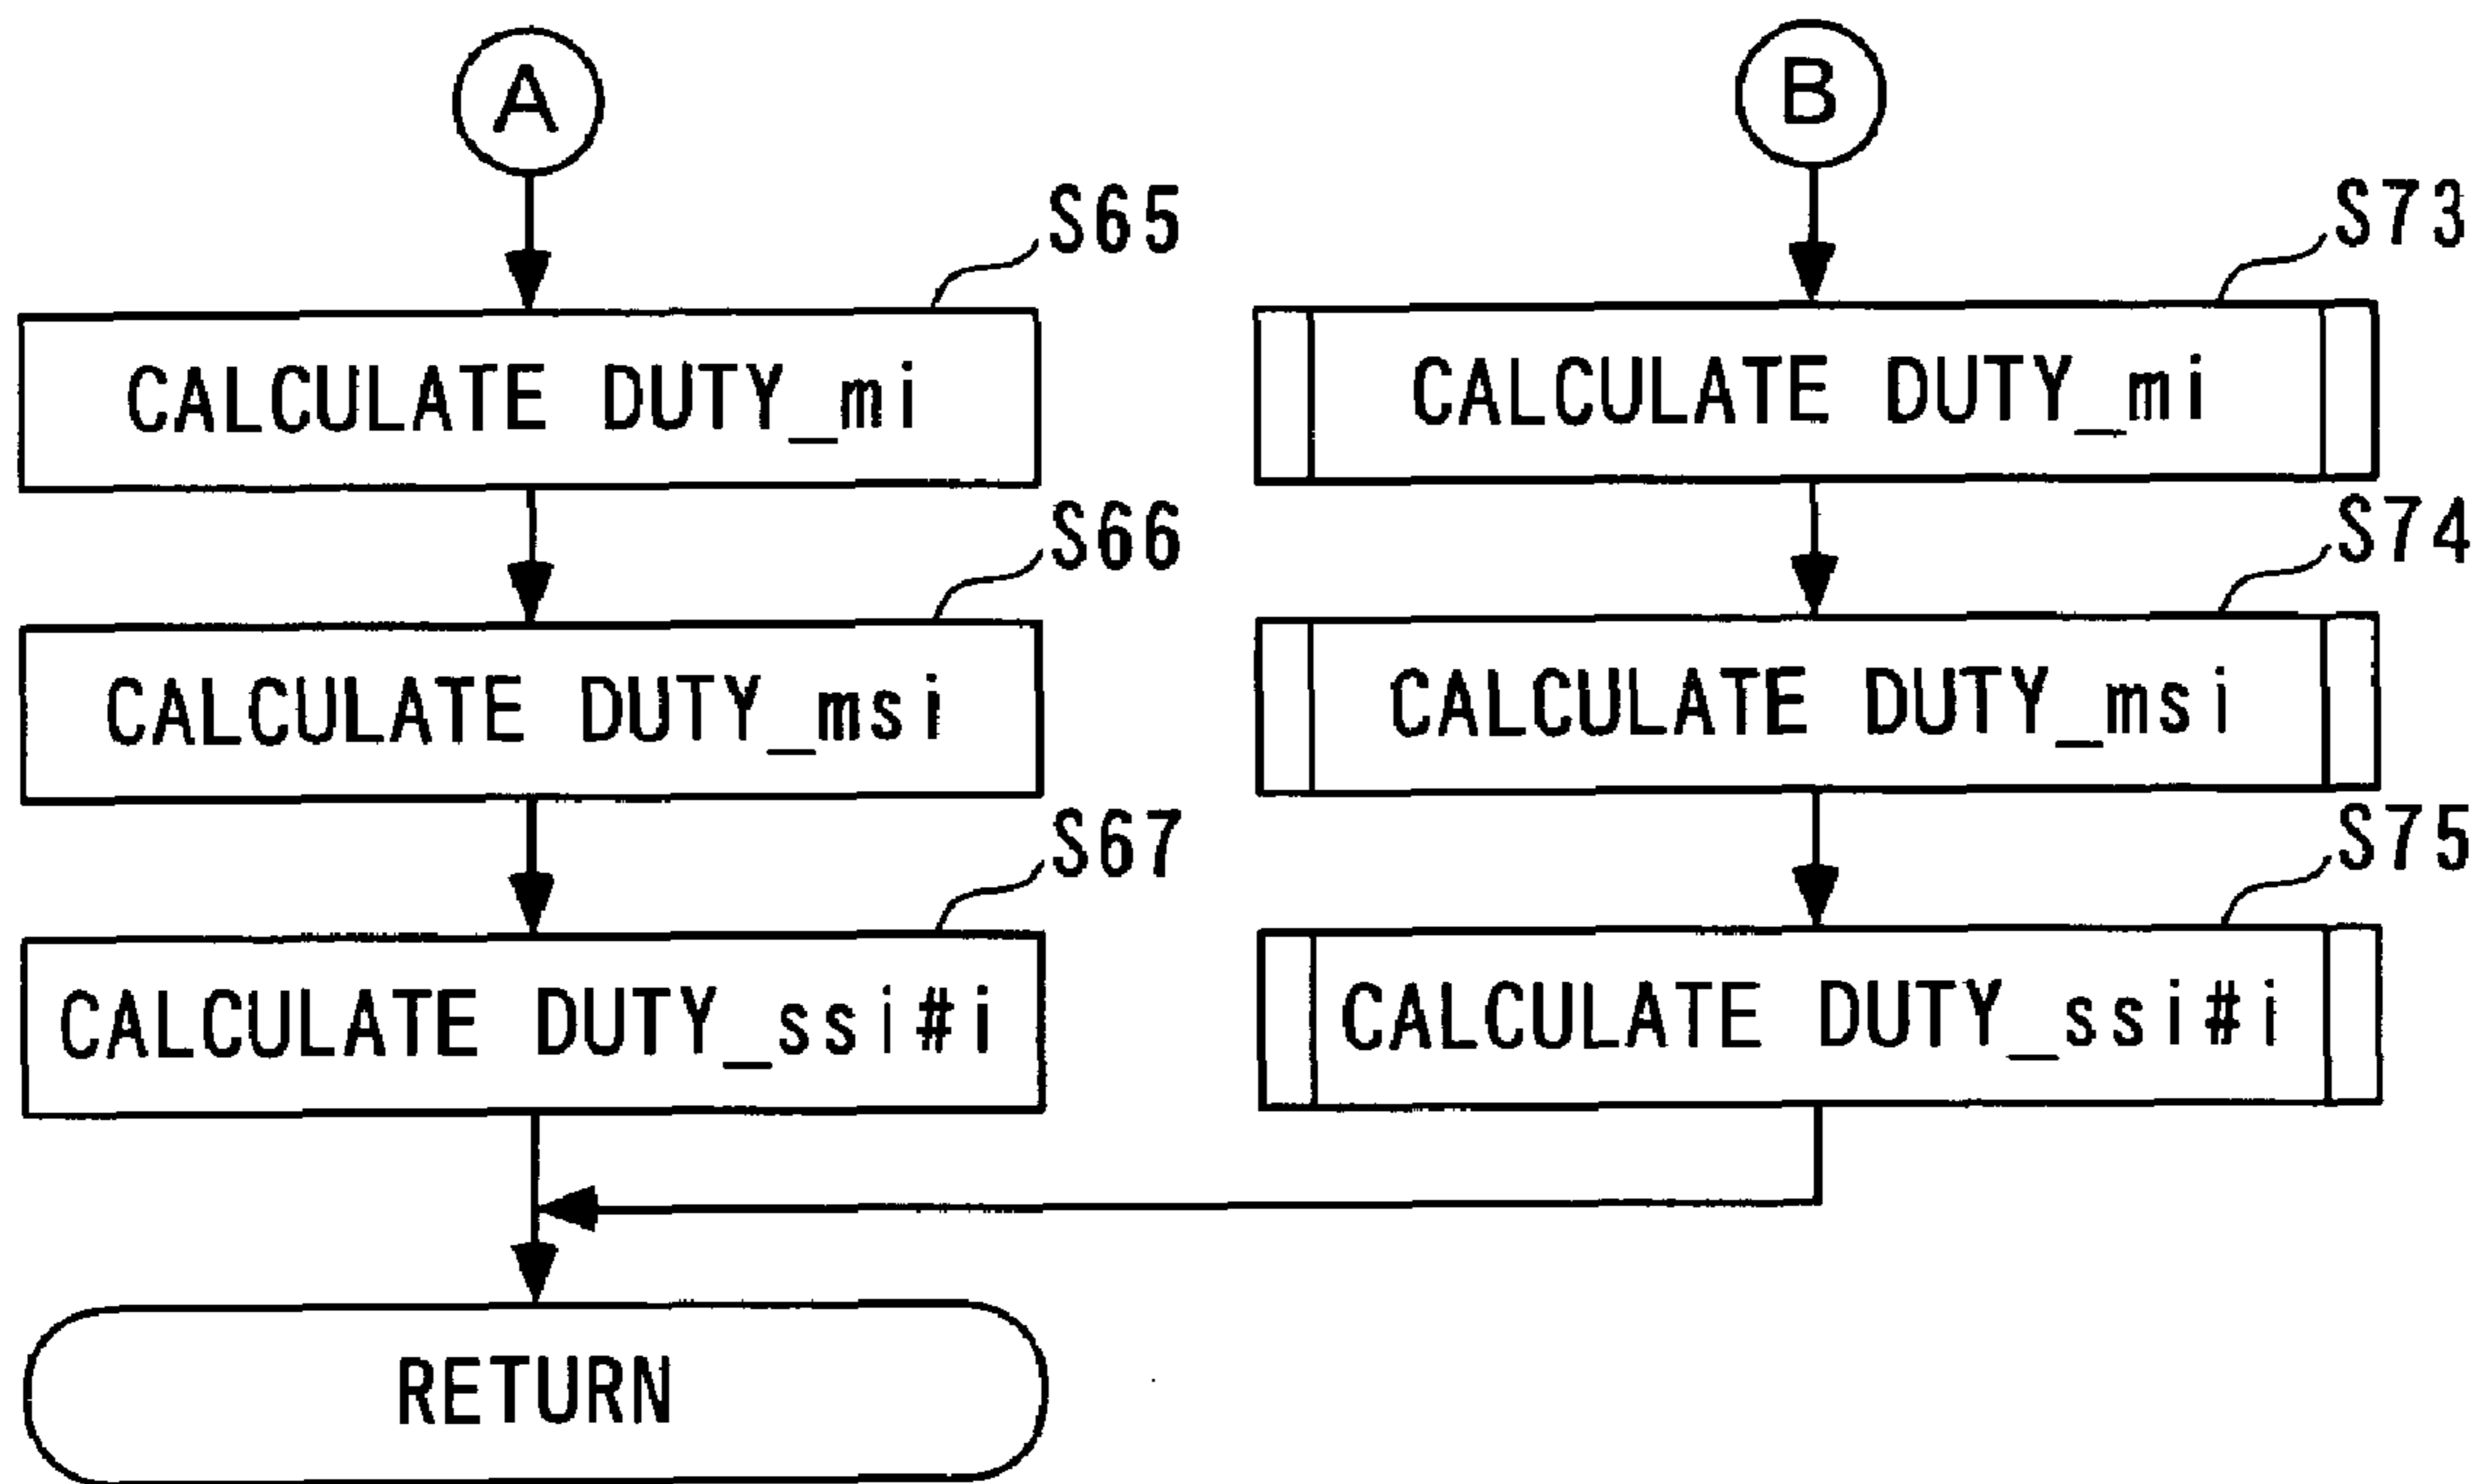 A
S65
CALCULATE DUTY_mi
S66
CALCULATE DUTY_msi
S67
CALCULATE DUTY_ssi#i
RETURN
B
S73
CALCULATE DUTY_mi
S74
CALCULATE DUTY_msi
S75
CALCULATE DUTY_ssi#i